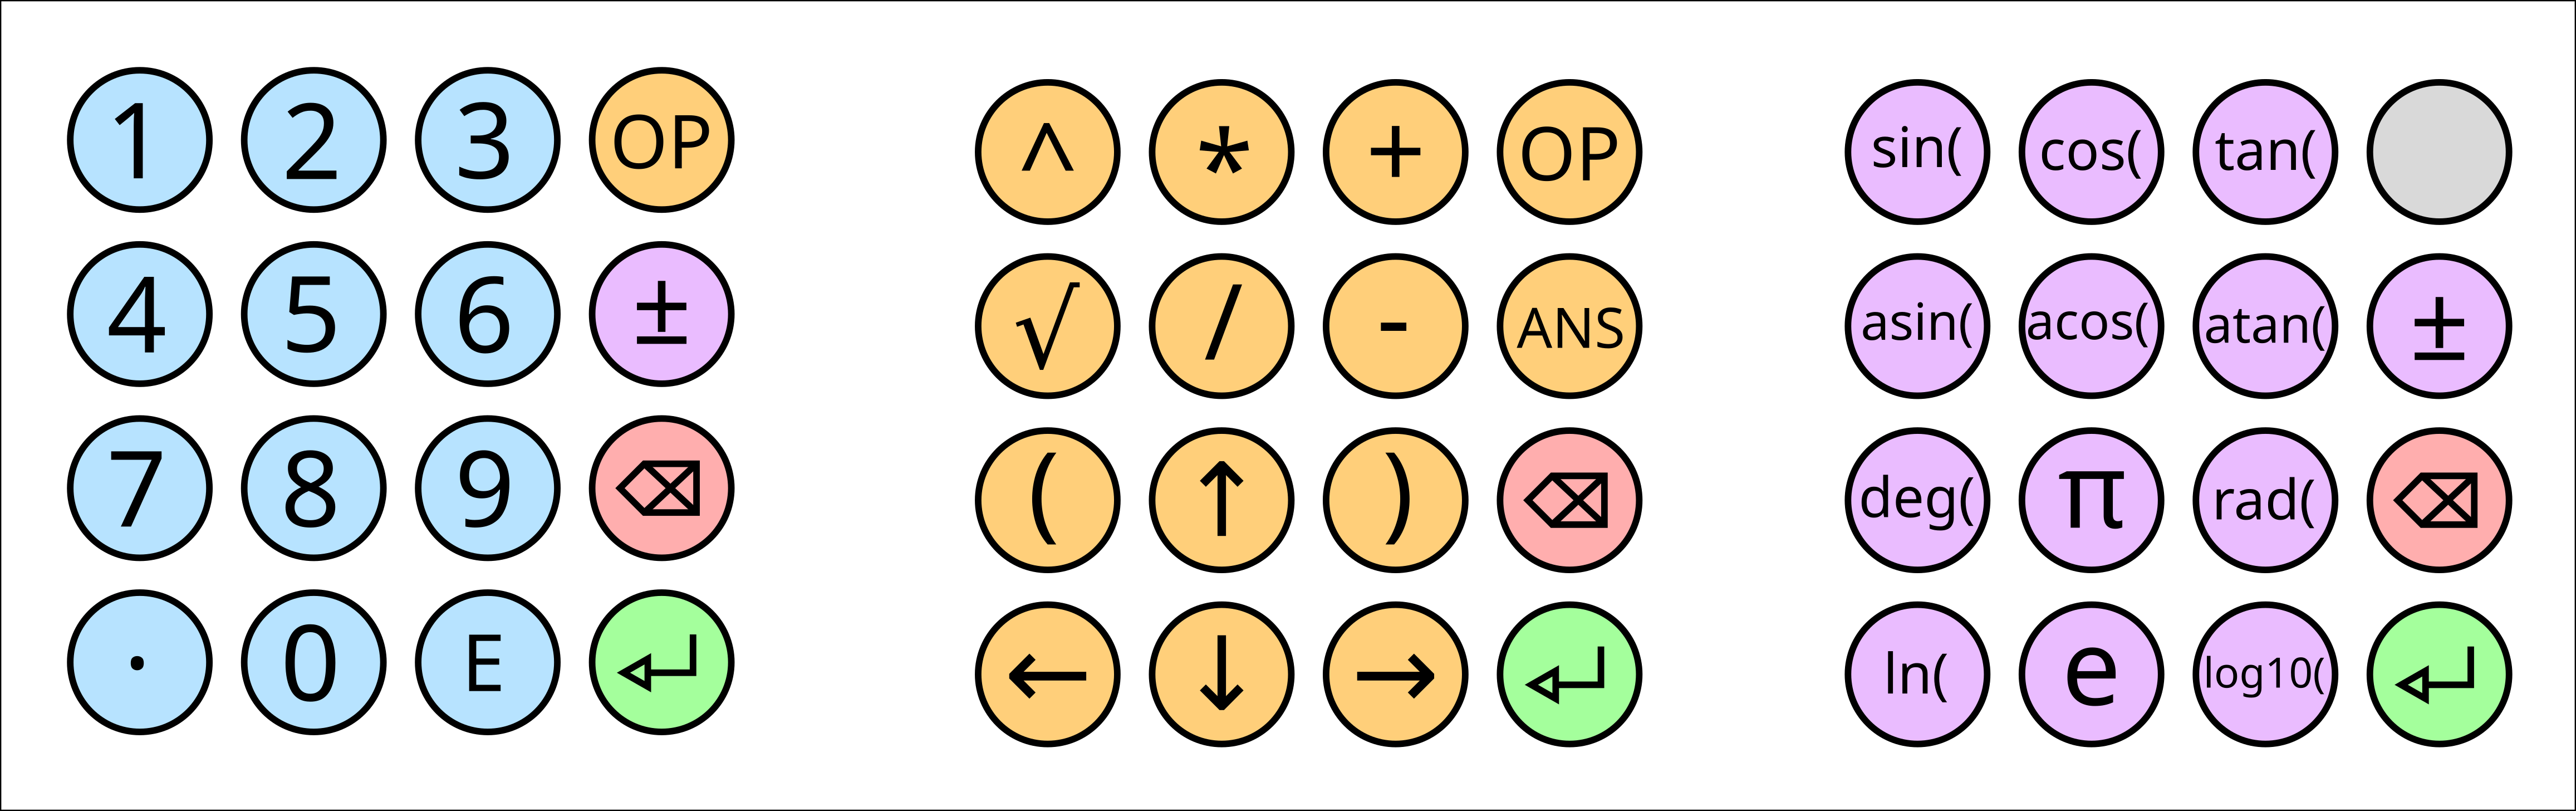 1 2 3 OP
4 5 6 ±
7 8 9 ⌫
. 0 E ↵
^ * + OP
√ / - ANS
( ↑ ) ⌫
← ↓ → ↵
sin( cos( tan(
asin( acos( atan( ±
deg( π rad( ⌫
ln( e log10( ↵